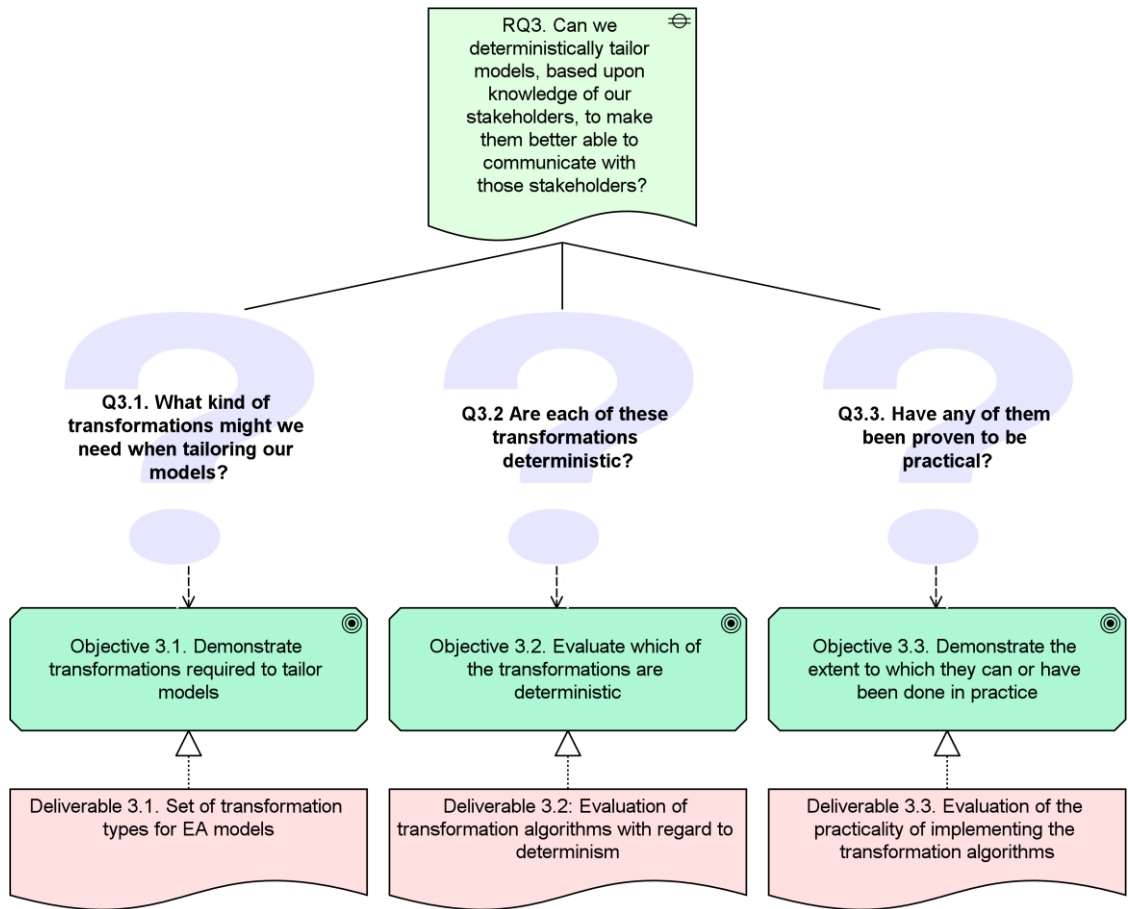 RQ3. Can we
deterministically tailor
models, based upon
knowledge of our
stakeholders, to make
them better able to
communicate with
those stakeholders?
Q3.1. What kind of
transformations might we
need when tailoring our
models?
Q3.2 Are each of these
transformations
deterministic?
Q3.3. Have any of them
been proven to be
practical?
Objective 3.1. Demonstrate
transformations required to tailor
models
Objective 3.2. Evaluate which of
the transformations are
deterministic
Objective 3.3. Demonstrate the
extent to which they can or have
been done in practice
Deliverable 3.1. Set of transformation
types for EA models
Deliverable 3.2: Evaluation of
transformation algorithms with regard to
determinism
Deliverable 3.3. Evaluation of the
practicality of implementing the
transformation algorithms